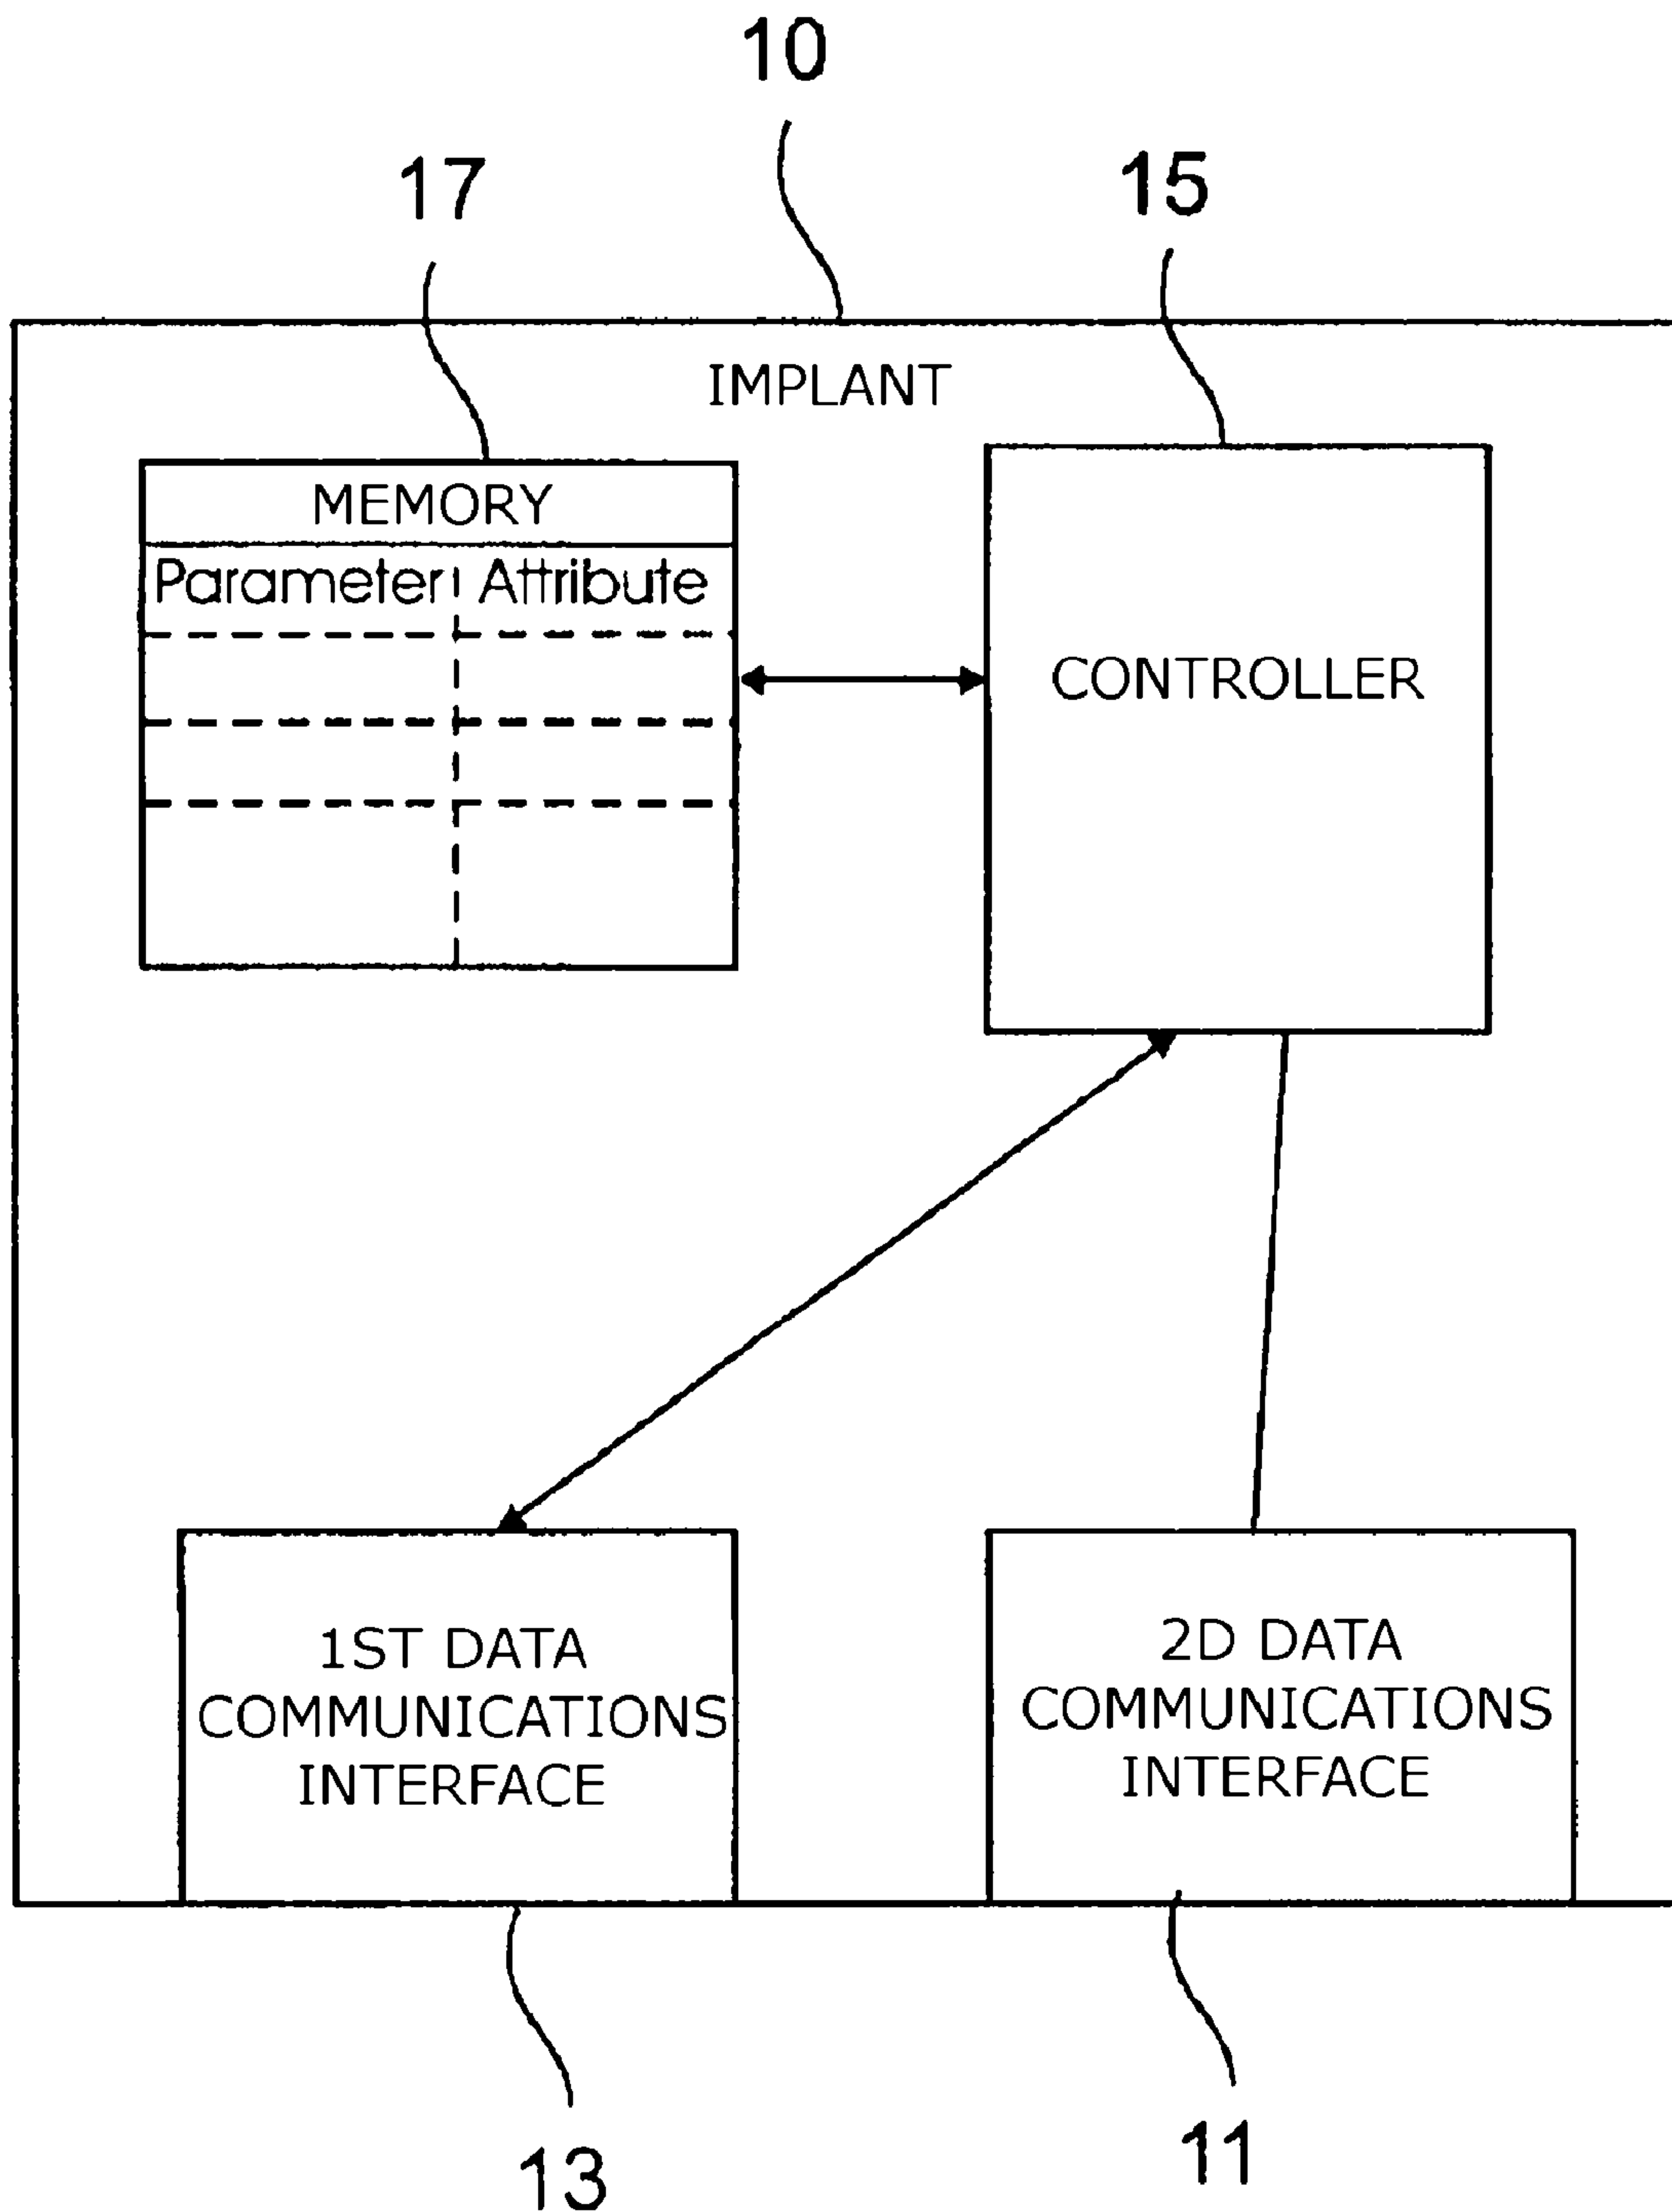 10
17
15
IMPLANT
MEMORY
Parameter Attribute
CONTROLLER
1ST DATA
COMMUNICATIONS
INTERFACE
2D DATA
COMMUNICATIONS
INTERFACE
13
11